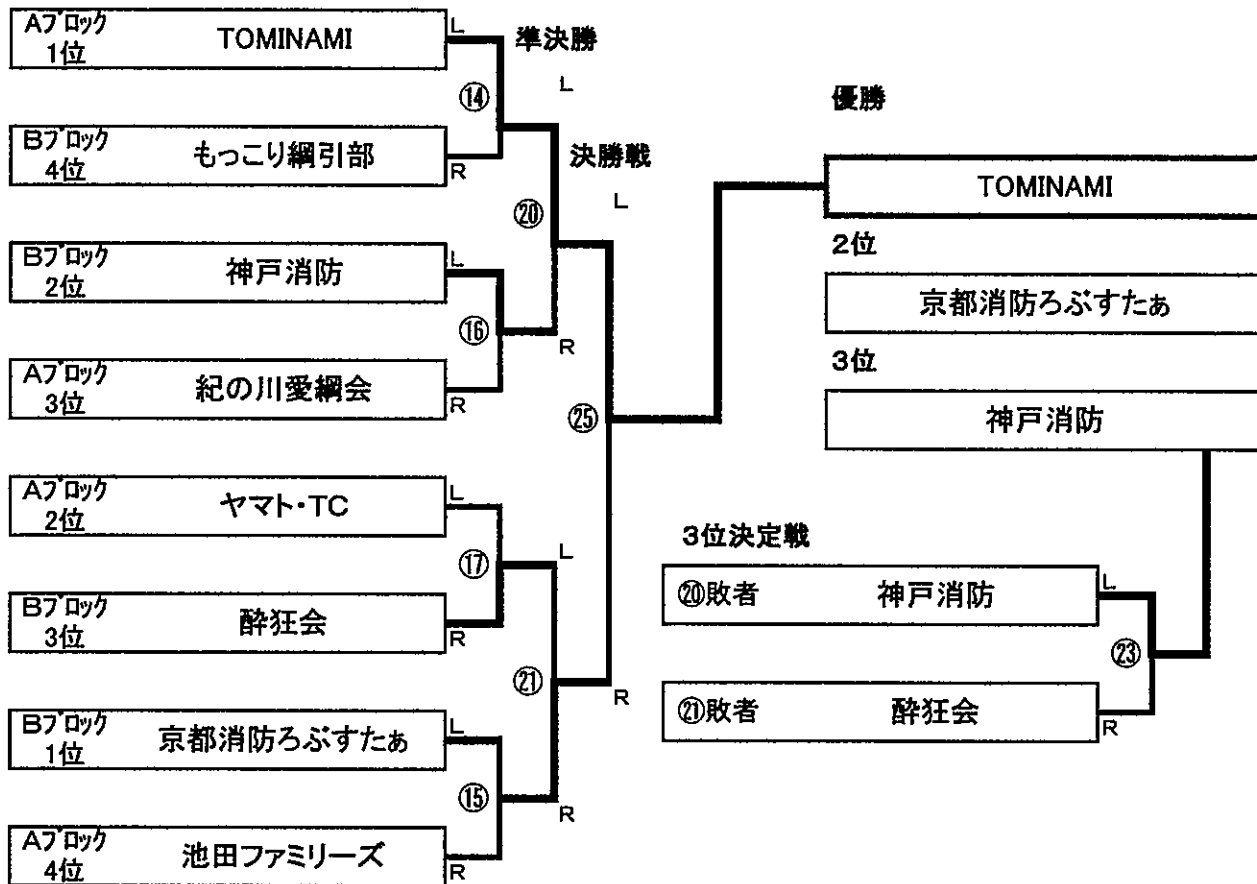 Aブロック
1位
TOMINAMI
L
準決勝
⑭
L
優勝
Bブロック
4位
もっこり綱引部
R
決勝戦
L
TOMINAMI
⑳
2位
Bブロック
2位
神戸消防
L
京都消防ろぶすたぁ
⑯
R
3位
Aブロック
3位
紀の川愛綱会
R
㉕
神戸消防
Aブロック
2位
ヤマト・TC
L
3位決定戦
⑰
L
⑳敗者
神戸消防
L
Bブロック
3位
酔狂会
R
㉓
㉑
R
㉑敗者
酔狂会
R
Bブロック
1位
京都消防ろぶすたぁ
L
⑮
R
Aブロック
4位
池田ファミリーズ
R